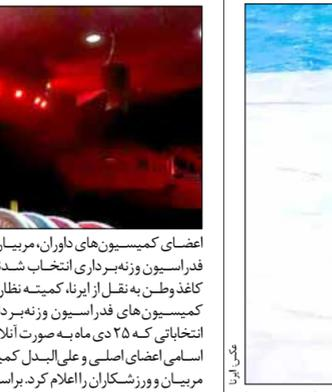 اعضای کمیسیون‌های داوران، مربیان
فدراسیون وزنه‌برداری انتخاب شدند
کاغذ وطن به نقل از ایرنا، کمیته نظار
کمیسیون‌های فدراسیون وزنه‌برد
انتخاباتی که ۲۵ دی ماه به صورت آنلا
اسامی اعضای اصلی و علی‌البدل کمی
مربیان و ورزشکاران را اعلام کرد. براس
عکس: ایرنا